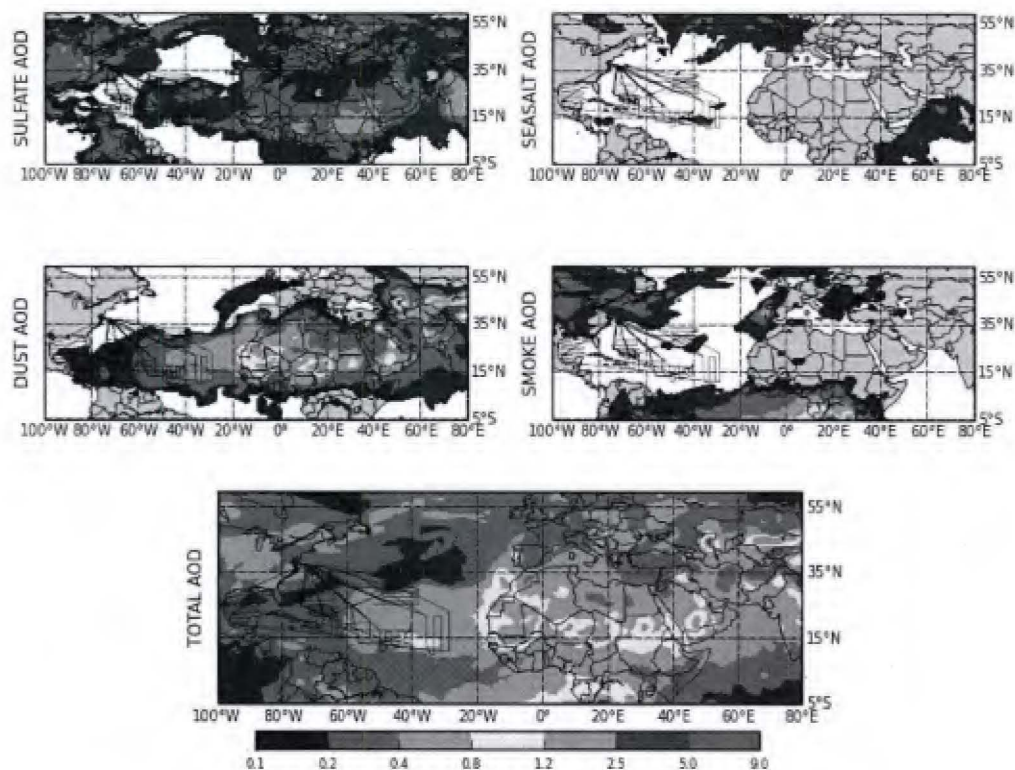 SULFATE AOD
55°N
35°N
15°N
5°S
100°W 80°W 60°W 40°W 20°W 0° 20°E 40°E 60°E 80°E
SEASALT AOD
55°N
35°N
15°N
5°S
100°W 80°W 60°W 40°W 20°W 0° 20°E 40°E 60°E 80°E
DUST AOD
55°N
35°N
15°N
5°S
100°W 80°W 60°W 40°W 20°W 0° 20°E 40°E 60°E 80°E
SMOKE AOD
55°N
35°N
15°N
5°S
100°W 80°W 60°W 40°W 20°W 0° 20°E 40°E 60°E 80°E
TOTAL AOD
55°N
35°N
15°N
5°S
100°W 80°W 60°W 40°W 20°W 0° 20°E 40°E 60°E 80°E
0.1 0.2 0.4 0.8 1.2 2.5 5.0 9.0